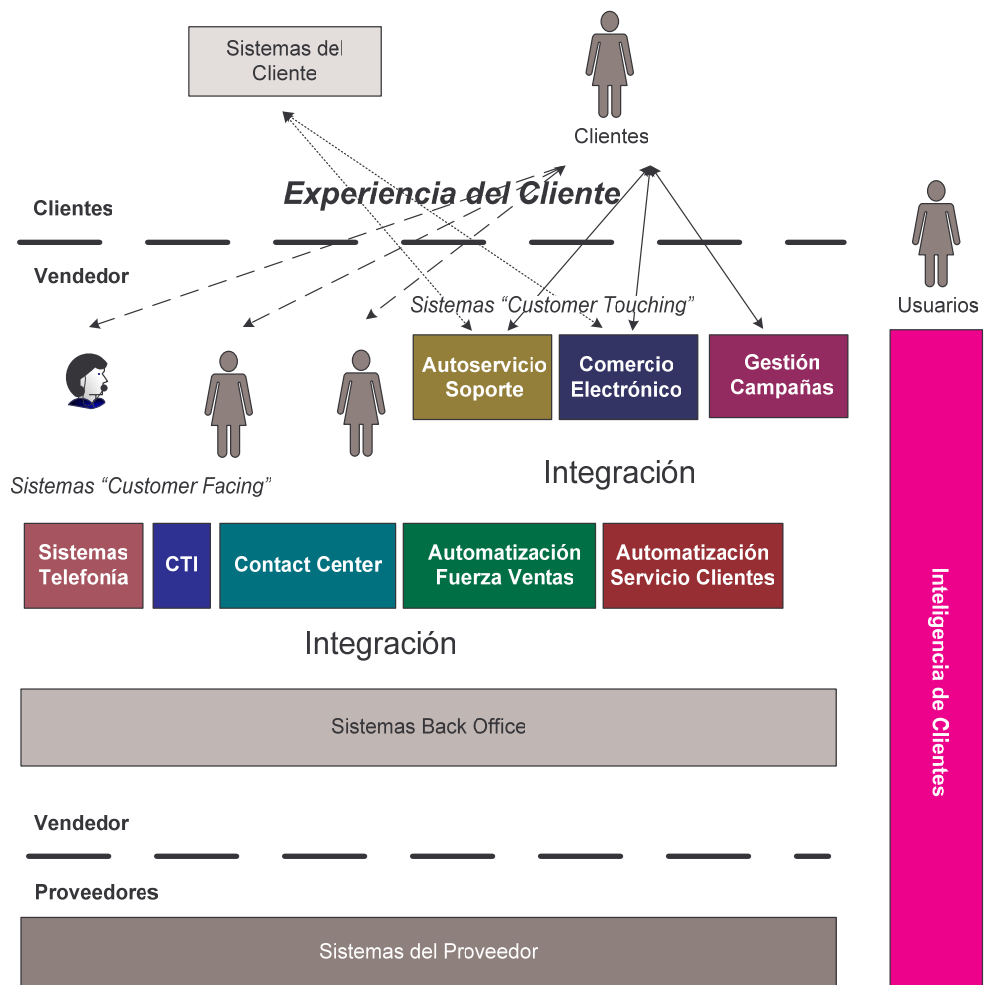 Sistemas del
Cliente
Clientes
Experiencia del Cliente
Clientes
Vendedor
Usuarios
Sistemas “Customer Touching”
Autoservicio
Soporte
Comercio
Electrónico
Gestión
Campañas
Integración
Sistemas “Customer Facing”
Sistemas
Telefonía
CTI
Contact Center
Automatización
Fuerza Ventas
Automatización
Servicio Clientes
Integración
Inteligencia de Clientes
Sistemas Back Office
Vendedor
Proveedores
Sistemas del Proveedor